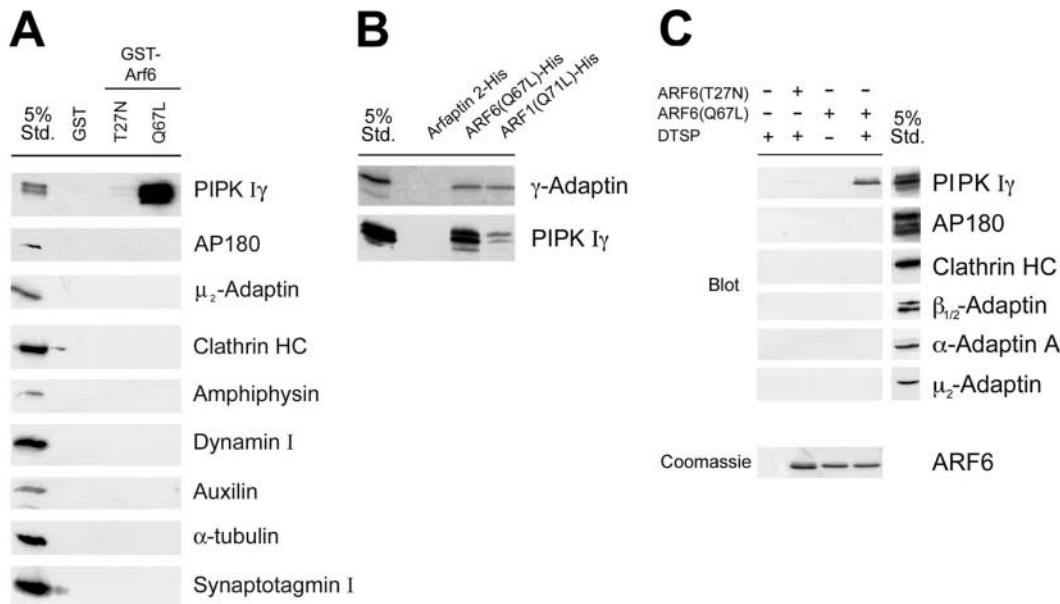 A
GST-
Arf6
5%
Std.
GST
T27N
Q67L
PIPK Iγ
AP180
μ2-Adaptin
Clathrin HC
Amphiphysin
Dynamin I
Auxilin
α-tubulin
Synaptotagmin I
B
5%
Std.
Arfaptin 2-His
ARF6(Q67L)-His
ARF1(Q71L)-His
γ-Adaptin
PIPK Iγ
C
ARF6(T27N) – + – –
ARF6(Q67L) – – + +
DTSP + + – +
5%
Std.
PIPK Iγ
AP180
Clathrin HC
Blot
β1/2-Adaptin
α-Adaptin A
μ2-Adaptin
Coomassie
ARF6